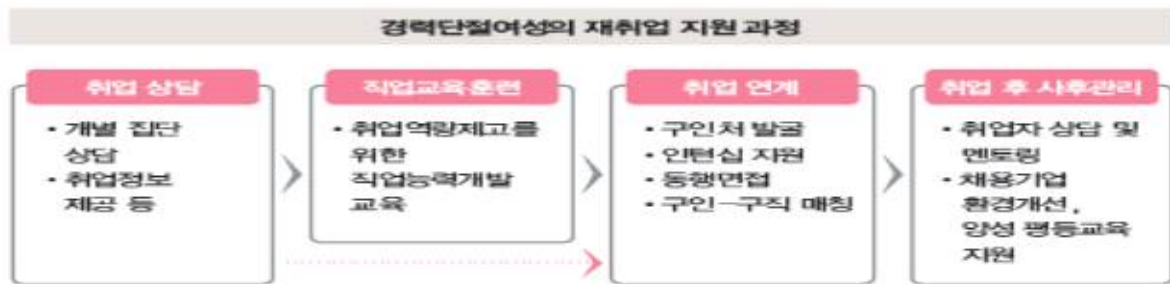 경력단절여성의 재취업 지원 과정
취업 상담
• 개별 집단
상담
• 취업정보
제공 등
직업교육·훈련
• 취업역량제고를
위한
직업능력개발
교육
취업 연계
• 구인처 발굴
• 인턴십 지원
• 동행면접
• 구인-구직 매칭
취업 후 사후관리
• 취업자 상담 및
멘토링
• 채용기업
환경개선,
양성 평등교육
지원